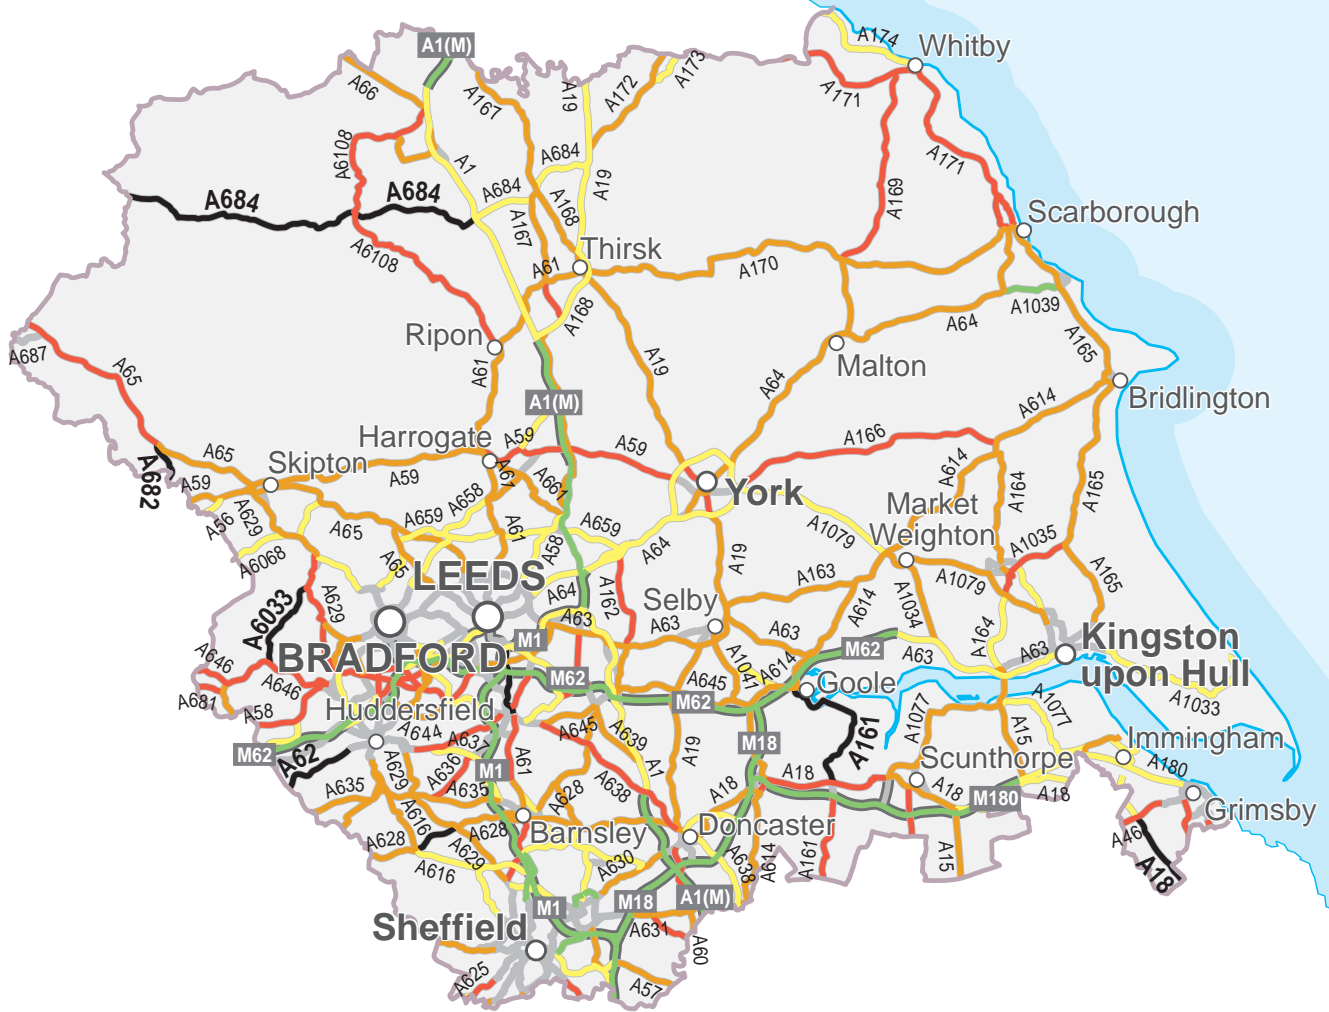 A174
Whitby
A1(M)
A66
A167
A19
A172
A173
A171
A6108
A1
A684
A171
A684
A684
A684
A19
A169
A168
A167
Scarborough
A6108
Thirsk
A61
A170
A1039
A168
A64
A165
Ripon
A687
A65
A61
A19
A64
Malton
A614
Bridlington
A1(M)
Harrogate
A59
A59
A166
A65
Skipton
A59
A614
A682
A59
A61
A661
York
A164
A165
A56
A629
A658
A659
A65
A61
A659
A64
A1079
Market
Weighton
A1035
A6068
A65
A58
A19
LEEDS
A64
A162
A163
A1079
A165
A6033
A629
A63
Selby
A63
A63
A614
A1034
A164
Kingston
upon Hull
A63
M1
M62
A63
BRADFORD
A646
A646
A681
A58
M62
A645
A1041
A614
Goole
A1033
M62
Huddersfield
A1077
A1077
A15
M62
A62
A644
A637
A645
A639
A19
M18
A161
Immingham
A629
A636
M1
A61
A638
A1
A18
A18
Scunthorpe
A180
A635
A635
A628
A18
M180
A18
Grimsby
A616
A628
A628
A629
Barnsley
Doncaster
A46
A18
A616
A630
A638
A614
A161
A15
M1
M18
A1(M)
Sheffield
A631
A60
A625
A57